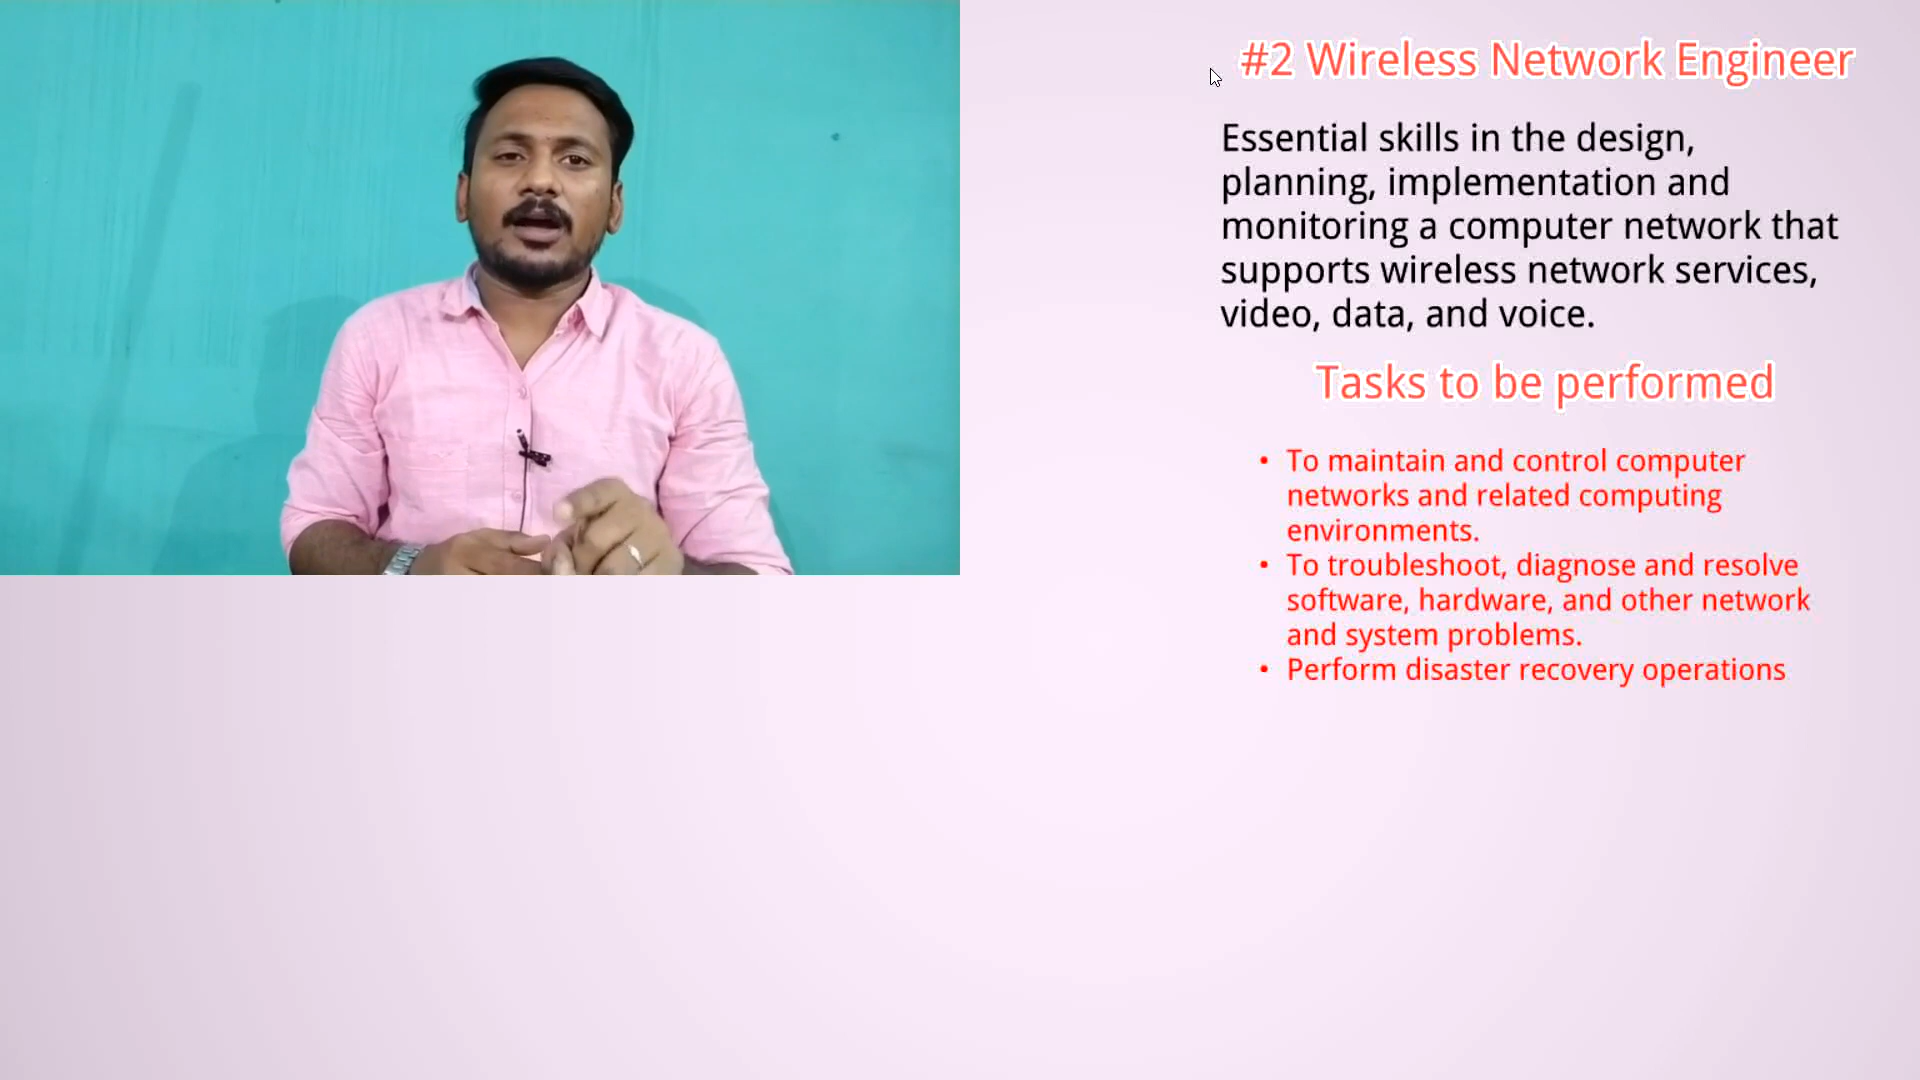 #2 Wireless Network Engineer
Essential skills in the design,
planning, implementation and
monitoring a computer network that
supports wireless network services,
video, data, and voice.
Tasks to be performed
• To maintain and control computer
networks and related computing
environments.
• To troubleshoot, diagnose and resolve
software, hardware, and other network
and system problems.
• Perform disaster recovery operations